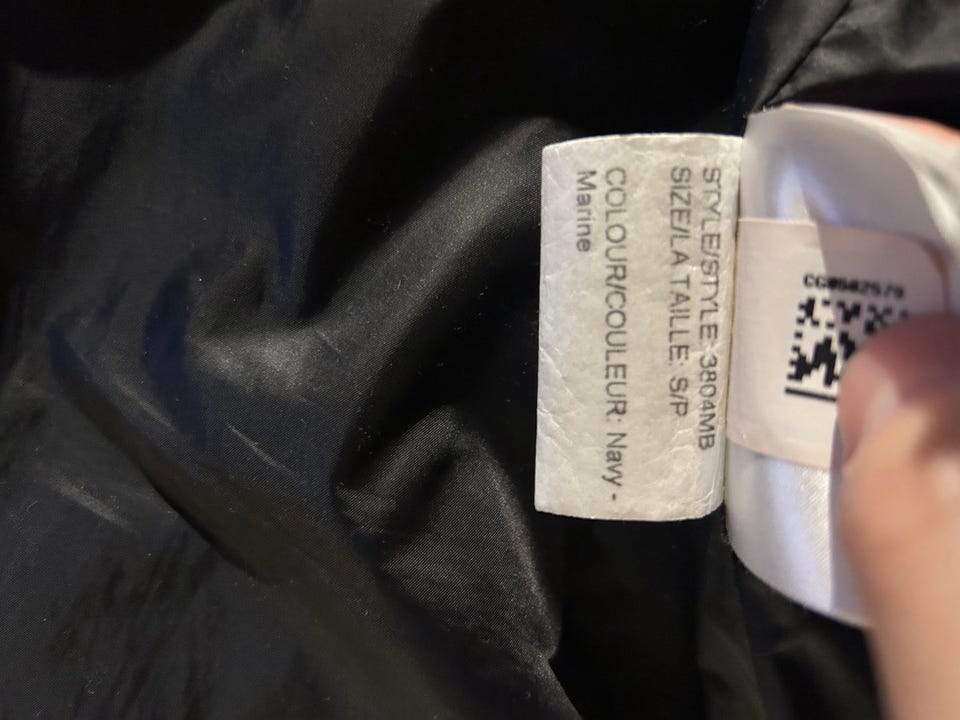 STYLE/STYLE: 3804MB
SIZE/LA TAILLE: S/P
COLOUR/COULEUR: Navy -
Marine